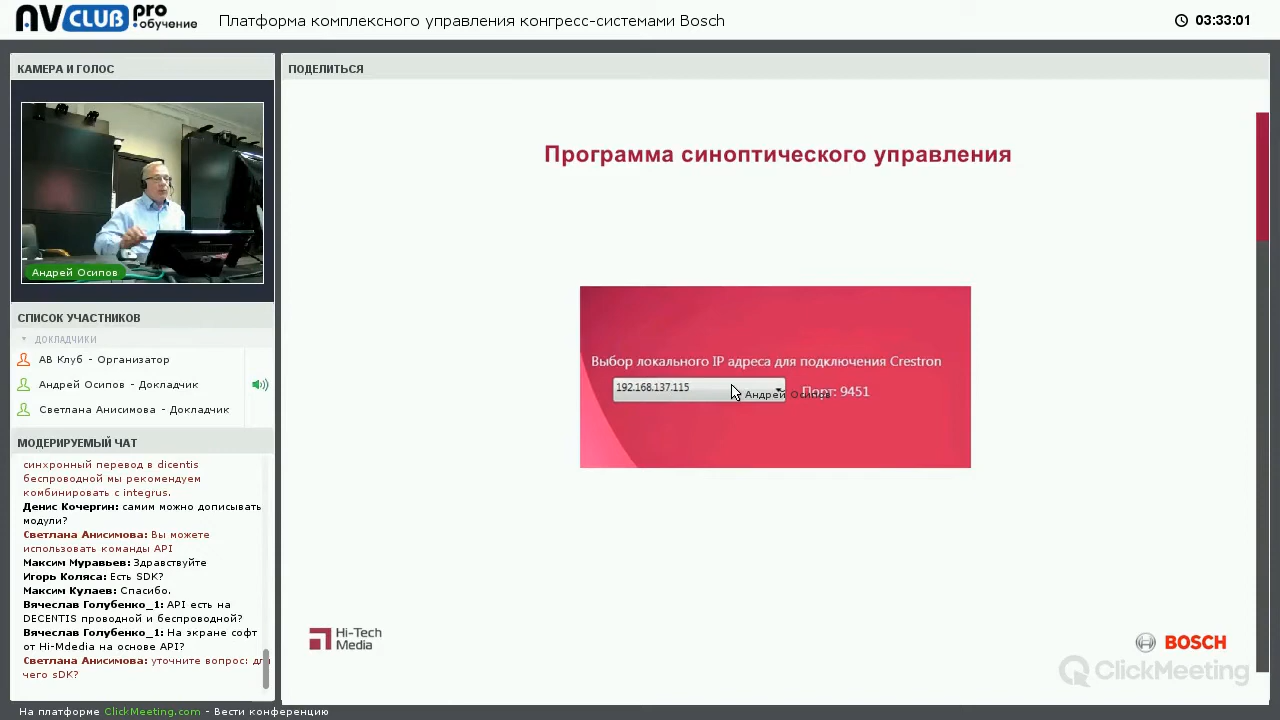 AVCLUB pro
.обучение
Платформа комплексного управления конгресс-системами Bosch
03:33:01
КАМЕРА И ГОЛОС
Андрей Осипов
СПИСОК УЧАСТНИКОВ
ДОКЛАДЧИКИ
АВ Клуб - Организатор
Андрей Осипов - Докладчик
Светлана Анисимова - Докладчик
МОДЕРИРУЕМЫЙ ЧАТ
синхронный перевод в dicentis
беспроводной мы рекомендуем
комбинировать с integrus.
Денис Кочергин: самим можно дописывать
модули?
Светлана Анисимова: Вы можете
использовать команды API
Максим Муравьев: Здравствуйте
Игорь Коляса: Есть SDK?
Максим Кулаев: Спасибо.
Вячеслав Голубенко_1: API есть на
DECENTIS проводной и беспроводной?
Вячеслав Голубенко_1: На экране софт
от Hi-Mdedia на основе API?
Светлана Анисимова: уточните вопрос: для
чего sDK?
ПОДЕЛИТЬСЯ
Программа синоптического управления
Выбор локального IP адреса для подключения Crestron
192.168.137.115
Андрей Осипов
Порт: 9451
Hi-Tech
Media
BOSCH
ClickMeeting
На платформе ClickMeeting.com - Вести конференцию